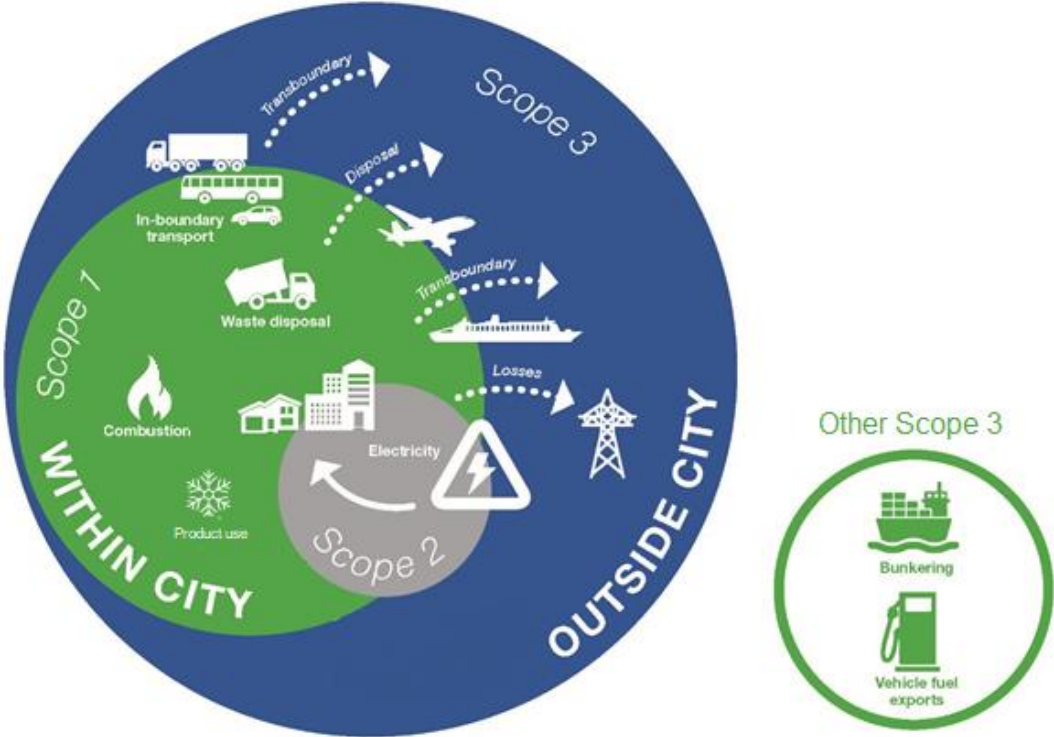 Transboundary
Scope 3
Disposal
In-boundary
transport
Transboundary
Scope 1
Waste disposal
Losses
Combustion
Electricity
Product use
Scope 2
WITHIN CITY
OUTSIDE CITY
Other Scope 3
Bunkering
Vehicle fuel
exports